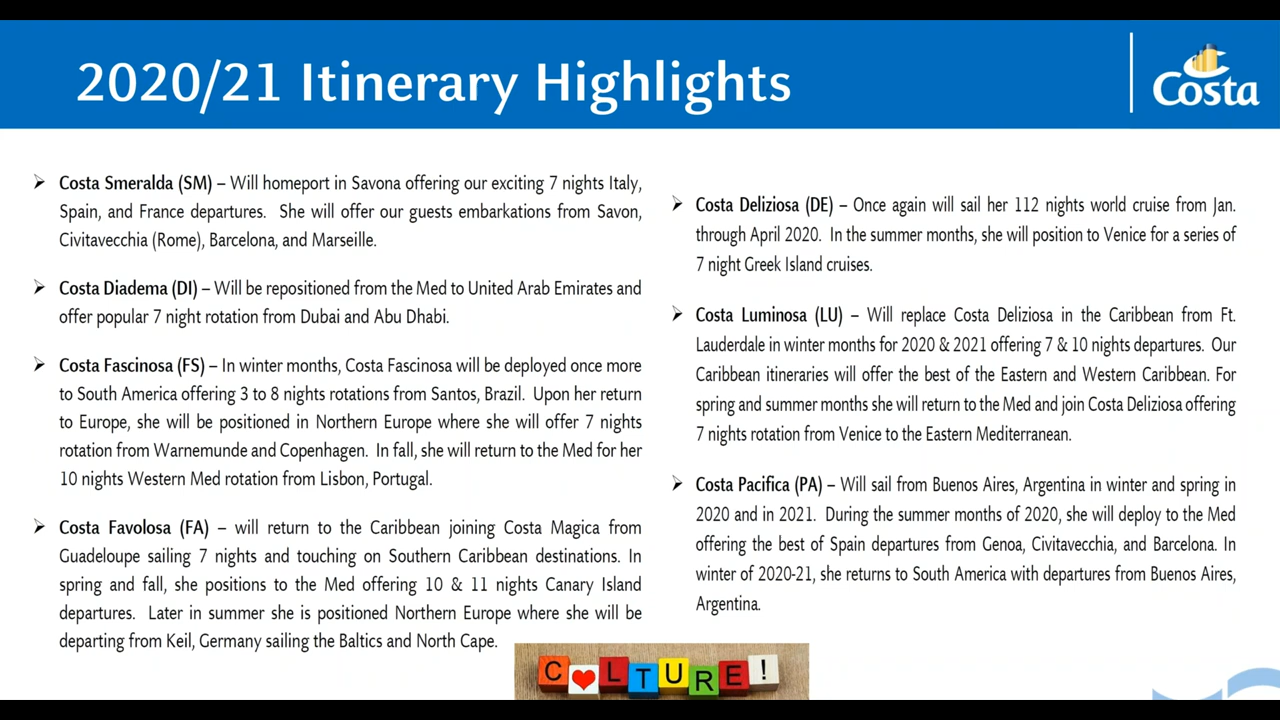 2020/21 Itinerary Highlights
Costa
Costa Smeralda (SM) – Will homeport in Savona offering our exciting 7 nights Italy,
Spain, and France departures. She will offer our guests embarkations from Savon,
Civitavecchia (Rome), Barcelona, and Marseille.
Costa Diadema (DI) – Will be repositioned from the Med to United Arab Emirates and
offer popular 7 night rotation from Dubai and Abu Dhabi.
Costa Fascinosa (FS) – In winter months, Costa Fascinosa will be deployed once more
to South America offering 3 to 8 nights rotations from Santos, Brazil. Upon her return
to Europe, she will be positioned in Northern Europe where she will offer 7 nights
rotation from Warnemunde and Copenhagen. In fall, she will return to the Med for her
10 nights Western Med rotation from Lisbon, Portugal.
Costa Favolosa (FA) – will return to the Caribbean joining Costa Magica from
Guadeloupe sailing 7 nights and touching on Southern Caribbean destinations. In
spring and fall, she positions to the Med offering 10 & 11 nights Canary Island
departures. Later in summer she is positioned Northern Europe where she will be
departing from Keil, Germany sailing the Baltics and North Cape.
Costa Deliziosa (DE) – Once again will sail her 112 nights world cruise from Jan.
through April 2020. In the summer months, she will position to Venice for a series of
7 night Greek Island cruises.
Costa Luminosa (LU) – Will replace Costa Deliziosa in the Caribbean from Ft.
Lauderdale in winter months for 2020 & 2021 offering 7 & 10 nights departures. Our
Caribbean itineraries will offer the best of the Eastern and Western Caribbean. For
spring and summer months she will return to the Med and join Costa Deliziosa offering
7 nights rotation from Venice to the Eastern Mediterranean.
Costa Pacifica (PA) – Will sail from Buenos Aires, Argentina in winter and spring in
2020 and in 2021. During the summer months of 2020, she will deploy to the Med
offering the best of Spain departures from Genoa, Civitavecchia, and Barcelona. In
winter of 2020-21, she returns to South America with departures from Buenos Aires,
Argentina.
C♥LTURE!